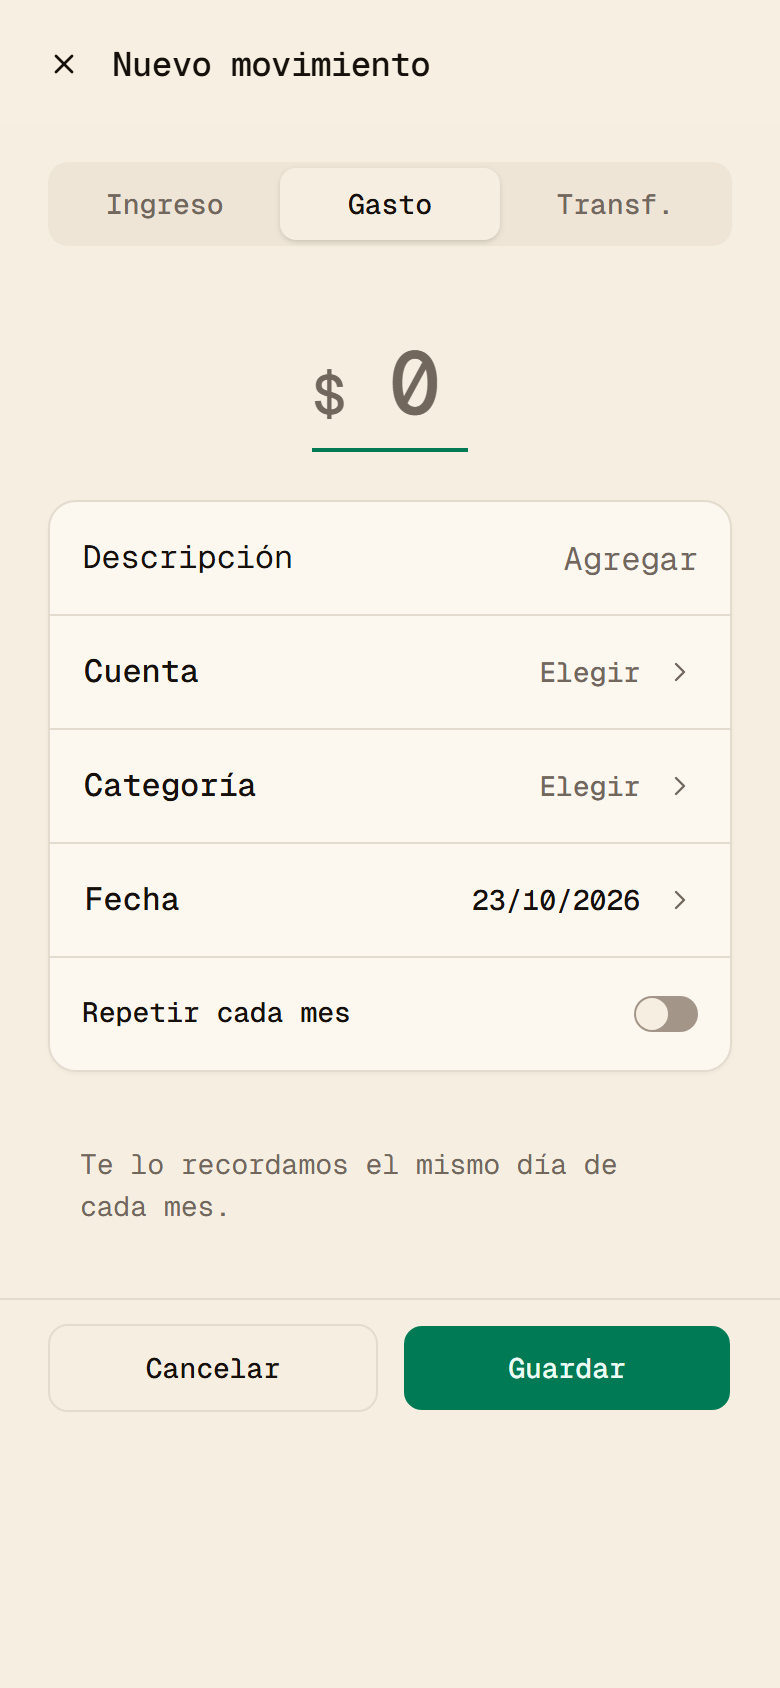 Nuevo movimiento
Ingreso Gasto Transf.
$ 0
Descripción Agregar
Cuenta Elegir
Categoría Elegir
Fecha 23/10/2026
Repetir cada mes
Te lo recordamos el mismo día de
cada mes.
Cancelar Guardar